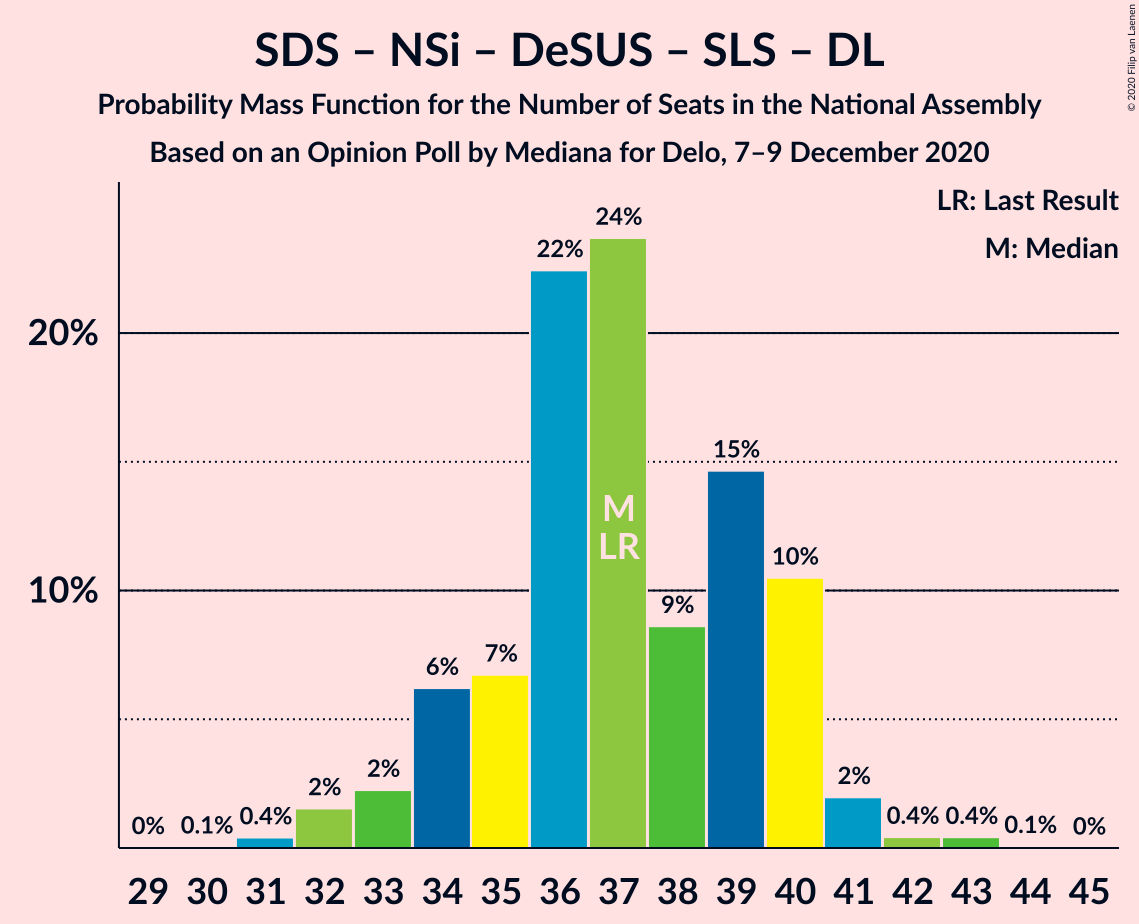 SDS – NSi – DeSUS – SLS – DL
Probability Mass Function for the Number of Seats in the National Assembly
Based on an Opinion Poll by Mediana for Delo, 7–9 December 2020
© 2020 Filip van Laenen
LR: Last Result
M: Median
20%
10%
0%
0.1%
0.4%
2%
2%
6%
7%
22%
24%
9%
15%
10%
2%
0.4%
0.4%
0.1%
0%
M
LR
29 30 31 32 33 34 35 36 37 38 39 40 41 42 43 44 45